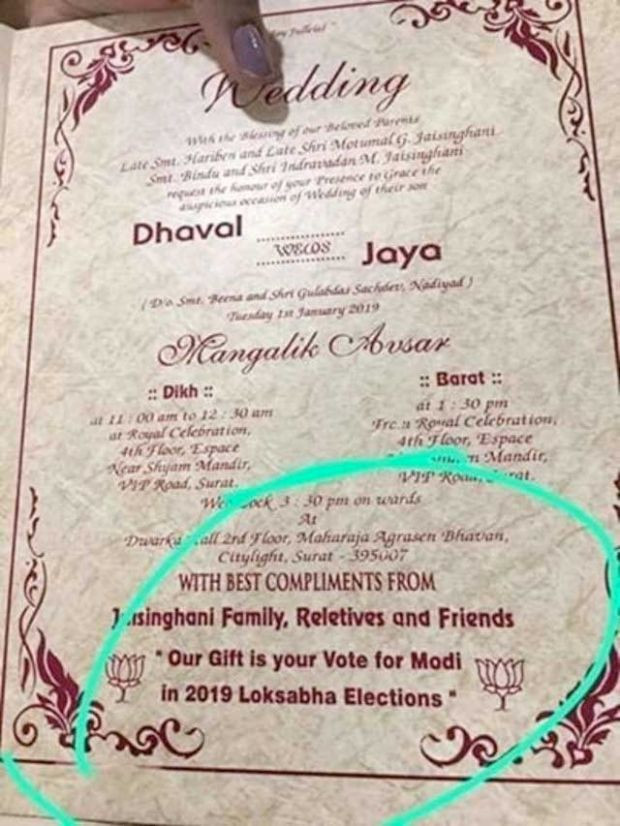 Wedding
With the Blessing of our Beloved Parents
Late Smt. Hariben and Late Shri Motumal G. Jaisinghani
Smt. Bindu and Shri Indravadan M. Jaisinghani
request the honour of your Presence to Grace the
auspicious occasion of Wedding of their son
Dhaval
WEDS
Jaya
( D/o. Smt. Beena and Shri Gulabdas Sachdev, Nadiyad )
Tuesday 1st January 2019
Mangalik Avsar
:: Dikh ::
at 11 : 00 am to 12 : 30 am
at Royal Celebration,
4th Floor, Espace
Near Shyam Mandir,
VIP Road, Surat.
:: Barat ::
at 1 : 30 pm
From Royal Celebration,
4th Floor, Espace
Mandir,
VIP Road, Surat.
3 : 30 pm on wards
At
Dwarka Hall 2nd Floor, Maharaja Agrasen Bhavan,
Citylight, Surat - 395007
WITH BEST COMPLIMENTS FROM
Jaisinghani Family, Reletives and Friends
" Our Gift is your Vote for Modi
in 2019 Loksabha Elections "